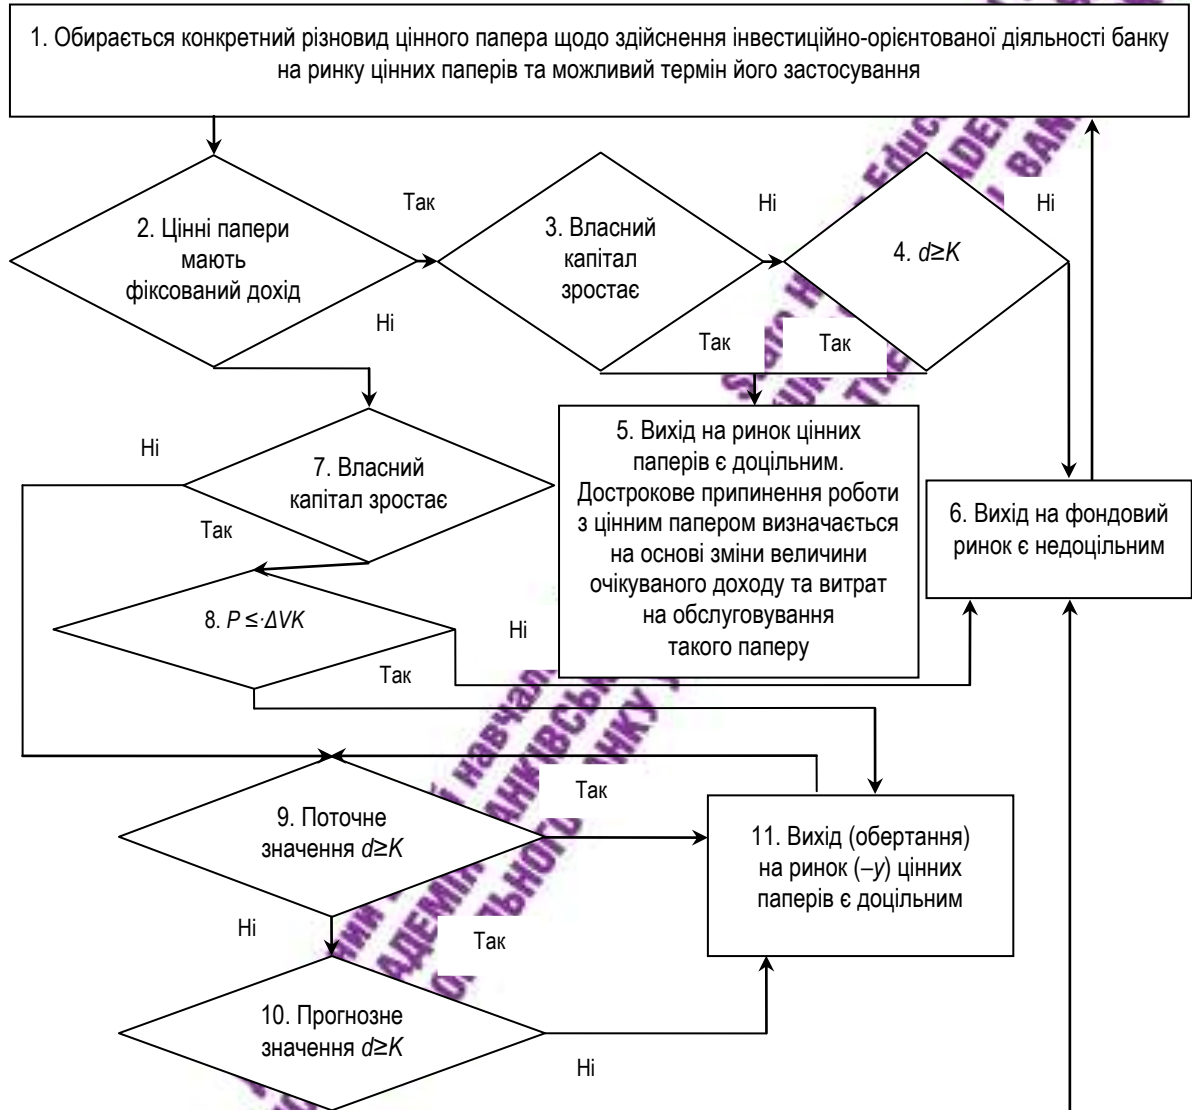 1. Обирається конкретний різновид цінного папера щодо здійснення інвестиційно-орієнтованої діяльності банку
на ринку цінних паперів та можливий термін його застосування
2. Цінні папери
мають
фіксований дохід
Так
Ні
3. Власний
капітал
зростає
Ні
Так
4. d≥K
Ні
Так
5. Вихід на ринок цінних
паперів є доцільним.
Дострокове припинення роботи
з цінним папером визначається
на основі зміни величини
очікуваного доходу та витрат
на обслуговування
такого паперу
6. Вихід на фондовий
ринок є недоцільним
7. Власний
капітал зростає
Ні
Так
8. P ≤·ΔVK
Ні
Так
9. Поточне
значення d≥K
Так
Ні
10. Прогнозне
значення d≥K
Так
Ні
11. Вихід (обертання)
на ринок (–y) цінних
паперів є доцільним